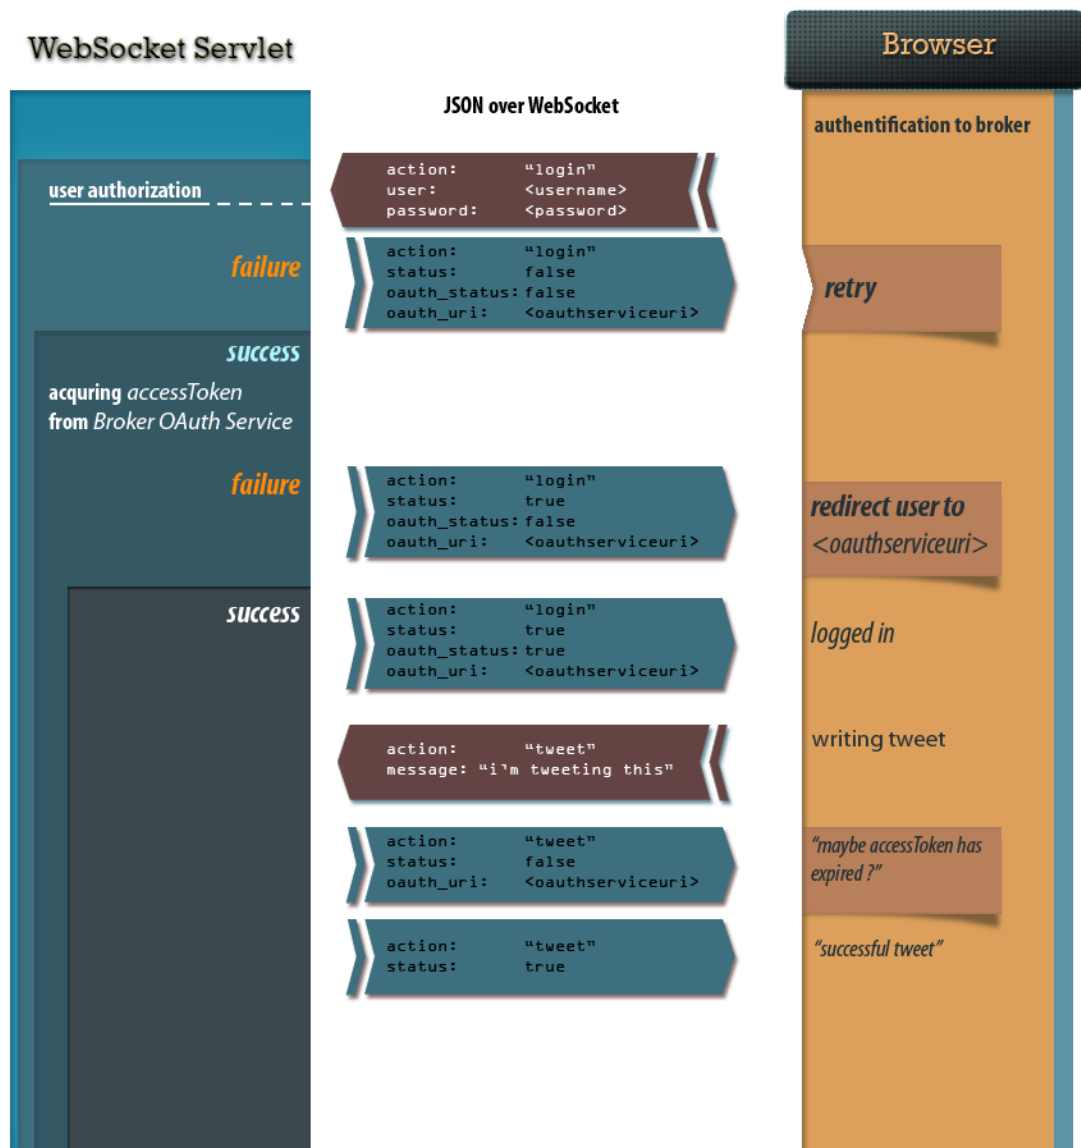 WebSocket Servlet
Browser
JSON over WebSocket
authentification to broker
user authorization
action: “login”
user: <username>
password: <password>
failure
action: “login”
status: false
oauth_status: false
oauth_uri: <oauthserviceuri>
retry
success
acquring accessToken
from Broker OAuth Service
failure
action: “login”
status: true
oauth_status: false
oauth_uri: <oauthserviceuri>
redirect user to
<oauthserviceuri>
success
action: “login”
status: true
oauth_status: true
oauth_uri: <oauthserviceuri>
logged in
action: “tweet”
message: “i’m tweeting this”
writing tweet
action: “tweet”
status: false
oauth_uri: <oauthserviceuri>
“maybe accessToken has
expired ?”
action: “tweet”
status: true
“successful tweet”